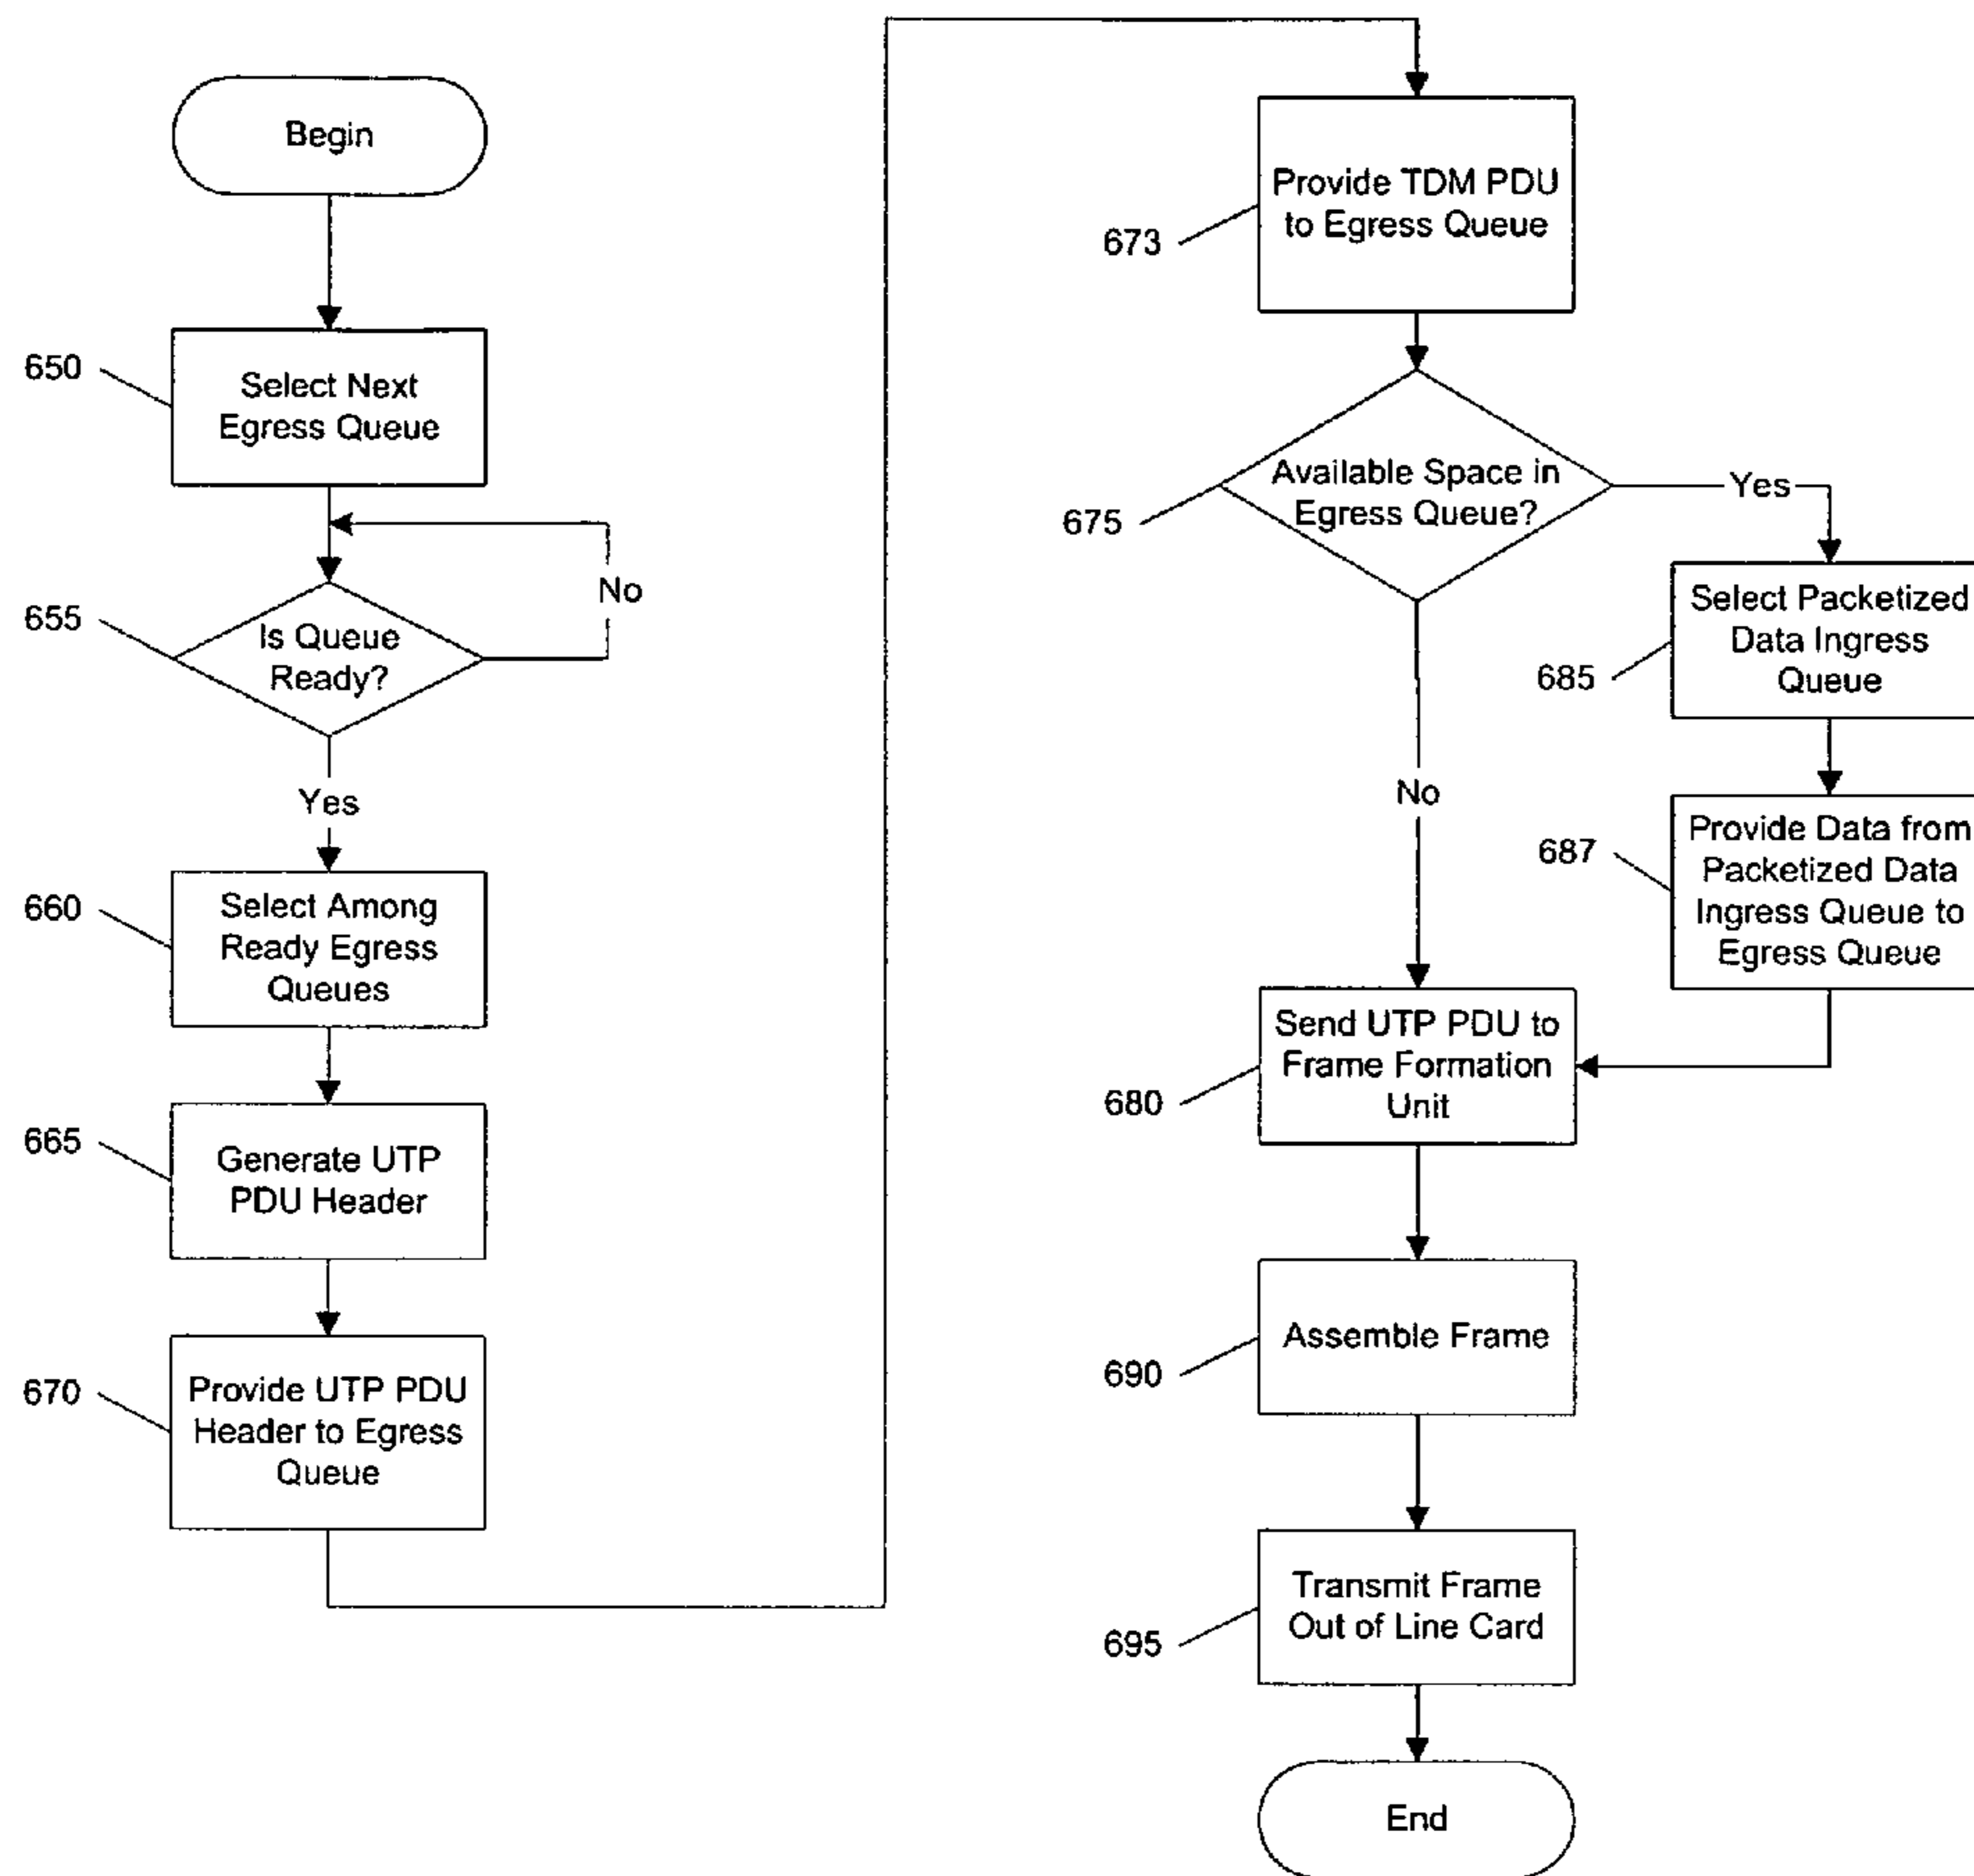 Begin
650
Select Next
Egress Queue
No
655
Is Queue
Ready?
Yes
660
Select Among
Ready Egress
Queues
665
Generate UTP
PDU Header
670
Provide UTP PDU
Header to Egress
Queue
673
Provide TDM PDU
to Egress Queue
675
Available Space in
Egress Queue?
Yes
685
Select Packetized
Data Ingress
Queue
687
Provide Data from
Packetized Data
Ingress Queue to
Egress Queue
No
680
Send UTP PDU to
Frame Formation
Unit
690
Assemble Frame
695
Transmit Frame
Out of Line Card
End